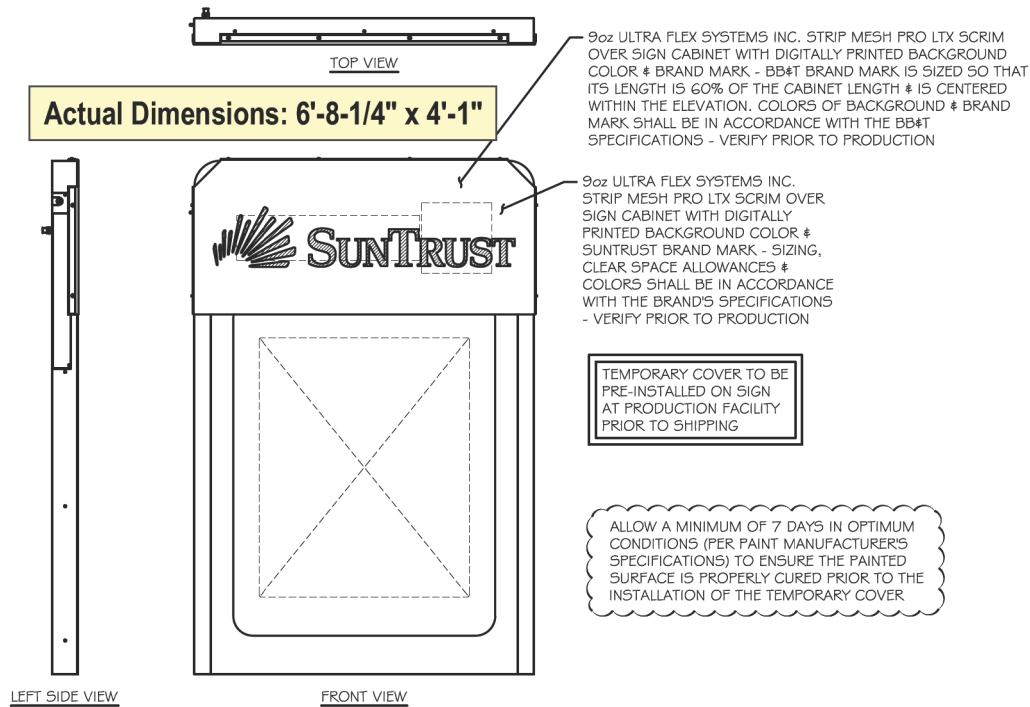 TOP VIEW
Actual Dimensions: 6'-8-1/4" x 4'-1"
9oz ULTRA FLEX SYSTEMS INC. STRIP MESH PRO LTX SCRIM
OVER SIGN CABINET WITH DIGITALLY PRINTED BACKGROUND
COLOR & BRAND MARK - BB&T BRAND MARK IS SIZED SO THAT
ITS LENGTH IS 60% OF THE CABINET LENGTH & IS CENTERED
WITHIN THE ELEVATION. COLORS OF BACKGROUND & BRAND
MARK SHALL BE IN ACCORDANCE WITH THE BB&T
SPECIFICATIONS - VERIFY PRIOR TO PRODUCTION
9oz ULTRA FLEX SYSTEMS INC.
STRIP MESH PRO LTX SCRIM OVER
SIGN CABINET WITH DIGITALLY
PRINTED BACKGROUND COLOR &
SUNTRUST BRAND MARK - SIZING,
CLEAR SPACE ALLOWANCES &
COLORS SHALL BE IN ACCORDANCE
WITH THE BRAND'S SPECIFICATIONS
- VERIFY PRIOR TO PRODUCTION
SUNTRUST
TEMPORARY COVER TO BE
PRE-INSTALLED ON SIGN
AT PRODUCTION FACILITY
PRIOR TO SHIPPING
ALLOW A MINIMUM OF 7 DAYS IN OPTIMUM
CONDITIONS (PER PAINT MANUFACTURER'S
SPECIFICATIONS) TO ENSURE THE PAINTED
SURFACE IS PROPERLY CURED PRIOR TO THE
INSTALLATION OF THE TEMPORARY COVER
LEFT SIDE VIEW
FRONT VIEW